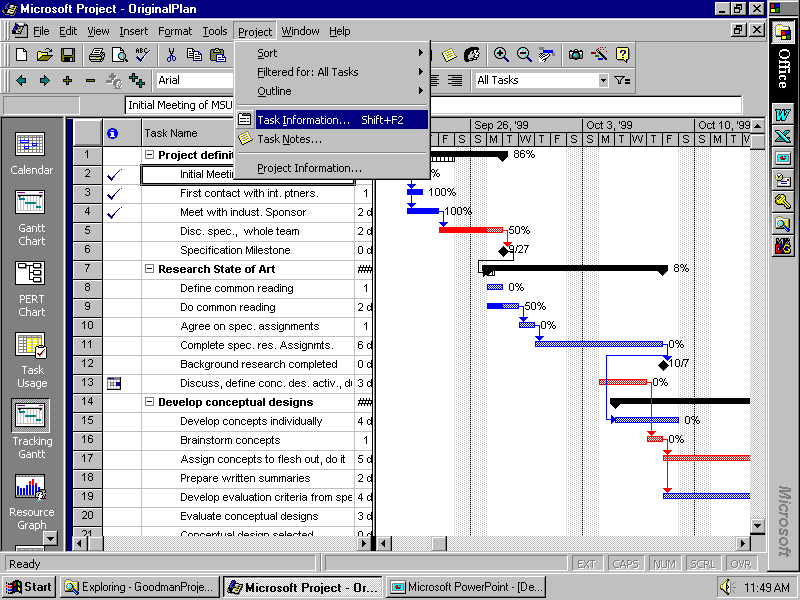 Microsoft Project - OriginalPlan
File Edit View Insert Format Tools Project Window Help
Sort
Filtered for: All Tasks
Outline
Task Information... Shift+F2
Task Notes...
Project Information...
Arial
All Tasks
Initial Meeting of MSU
Office
Task Name
Sep 26, '99 Oct 3, '99 Oct 10, '99
F S S M T W T F S S M T W T F S S M T W T
1 Project definit 86%
2 Initial Meeti %
3 First contact with int. ptners. 1 100%
4 Meet with indust. Sponsor 2 d 100%
5 Disc. spec., whole team 2 d 50%
6 Specification Milestone 0 d 9/27
7 Research State of Art ## 8%
8 Define common reading 1 0%
9 Do common reading 2 d 50%
10 Agree on spec. assignments 1 0%
11 Complete spec. res. Assignmts. 6 d 0%
12 Background research completed 0 d 10/7
13 Discuss, define conc. des. activ., du 3 d 0%
14 Develop conceptual designs ##
15 Develop concepts individually 4 d 0%
16 Brainstorm concepts 1 0%
17 Assign concepts to flesh out, do it 5 d
18 Prepare written summaries 2 d
19 Develop evaluation criteria from spe 4 d
20 Evaluate conceptual designs 3 d
21 Conceptual design selected 0 d
Calendar
Gantt
Chart
PERT
Chart
Task
Usage
Tracking
Gantt
Resource
Graph
Microsoft
Ready EXT CAPS NUM SCRL OVR
Start Exploring - GoodmanProje... Microsoft Project - Or... Microsoft PowerPoint - [De... 11:49 AM